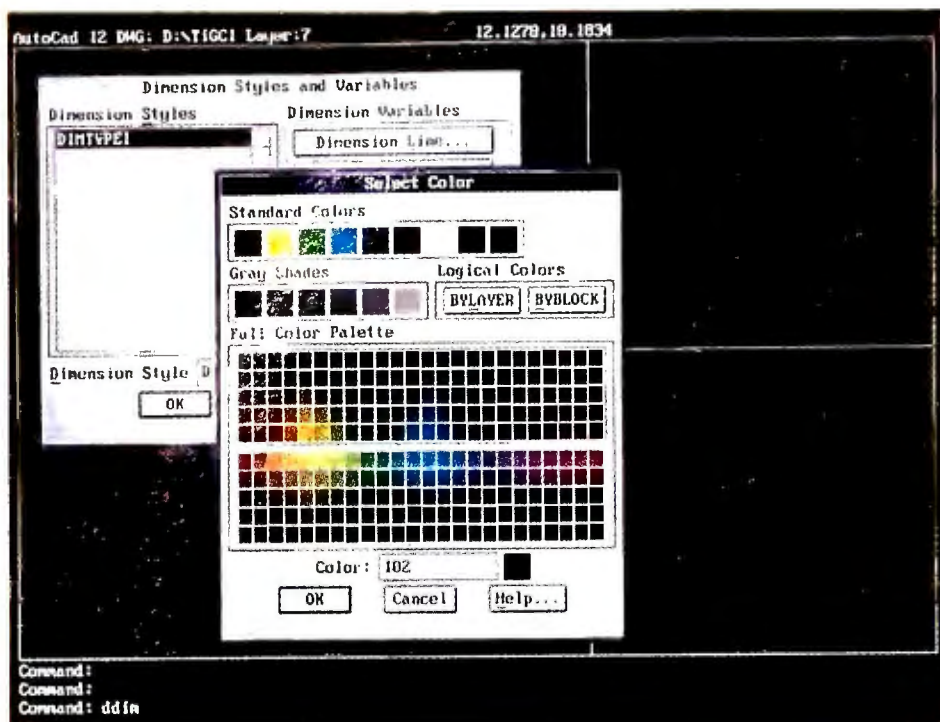 AutoCad 12 DWG: D:\TIGC1 Layer:7 12.1279,19.1834
Dimension Styles and Variables
Dimension Styles Dimension Variables
DIMTYPE1
Dimension Line...
Select Color
Standard Colors
Gray Shades Logical Colors
BYLAYER BYBLOCK
Full Color Palette
Dimension Style D
OK
Color: 102
OK Cancel Help...
Command:
Command:
Command: ddim